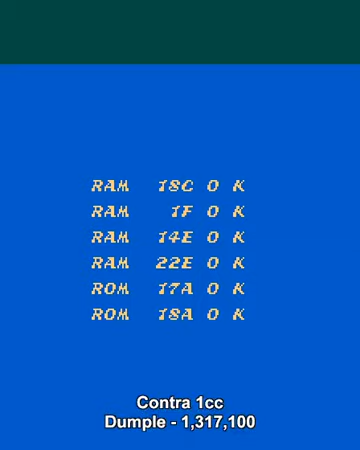 RAM 18C O K
RAM 1F O K
RAM 14E O K
RAM 22E O K
ROM 17A O K
ROM 18A O K
Contra 1cc
Dumple - 1,317,100